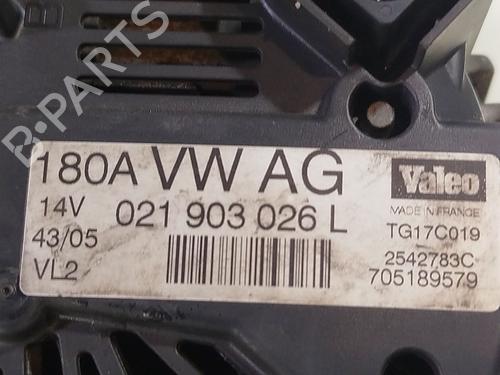 B
B-PARTS
180A VW AG
Valeo
14V 021 903 026 L
MADE IN FRANCE
43/05
TG17C019
VL2
2542783C
705189579